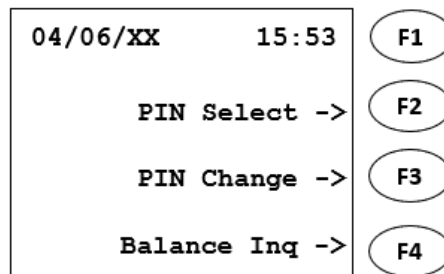 04/06/XX 15:53 F1
PIN Select -> F2
PIN Change -> F3
Balance Inq -> F4